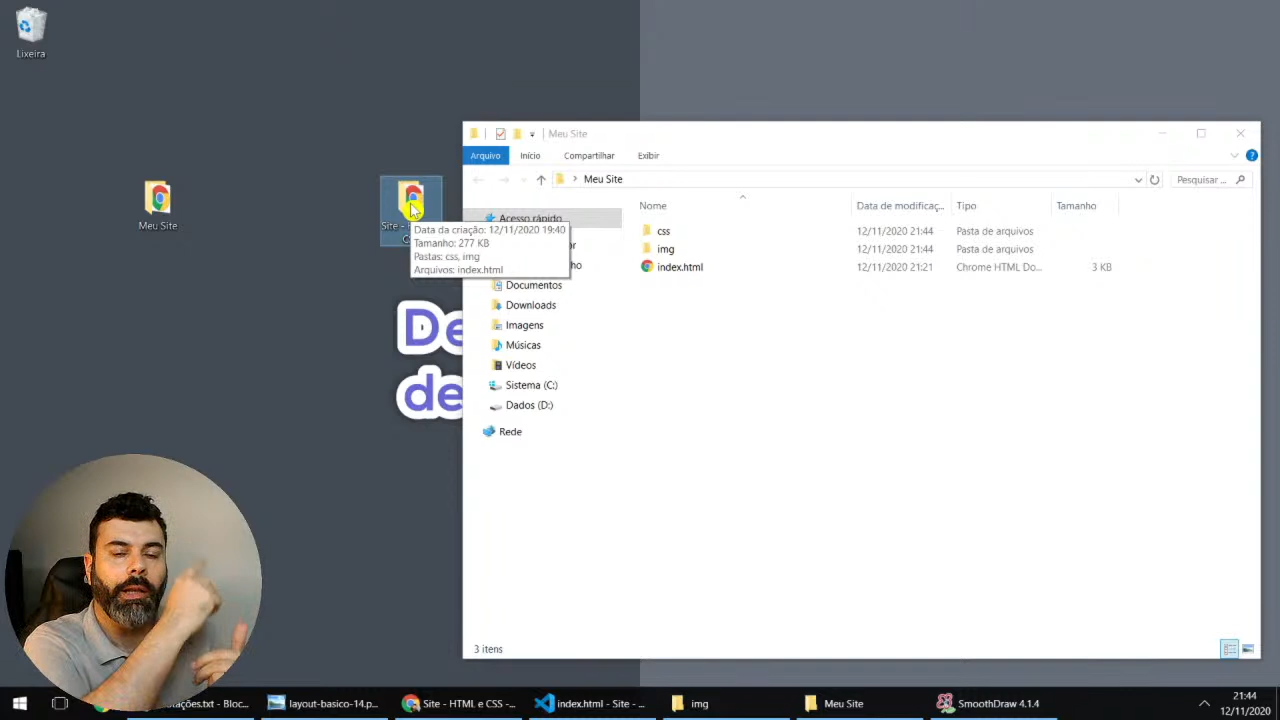 Lixeira
Meu Site
Site -
Data da criação: 12/11/2020 19:40
Tamanho: 277 KB
Pastas: css, img
Arquivos: index.html
De
de
Meu Site
Arquivo Início Compartilhar Exibir
Meu Site
Pesquisar ...
Acesso rápido
Documentos
Downloads
Imagens
Músicas
Vídeos
Sistema (C:)
Dados (D:)
Rede
Nome Data de modificaç... Tipo Tamanho
css 12/11/2020 21:44 Pasta de arquivos
img 12/11/2020 21:44 Pasta de arquivos
index.html 12/11/2020 21:21 Chrome HTML Do... 3 KB
3 itens
tações.txt - Bloc...
layout-basico-14.p...
Site - HTML e CSS -...
index.html - Site - ...
img
Meu Site
SmoothDraw 4.1.4
21:44
12/11/2020